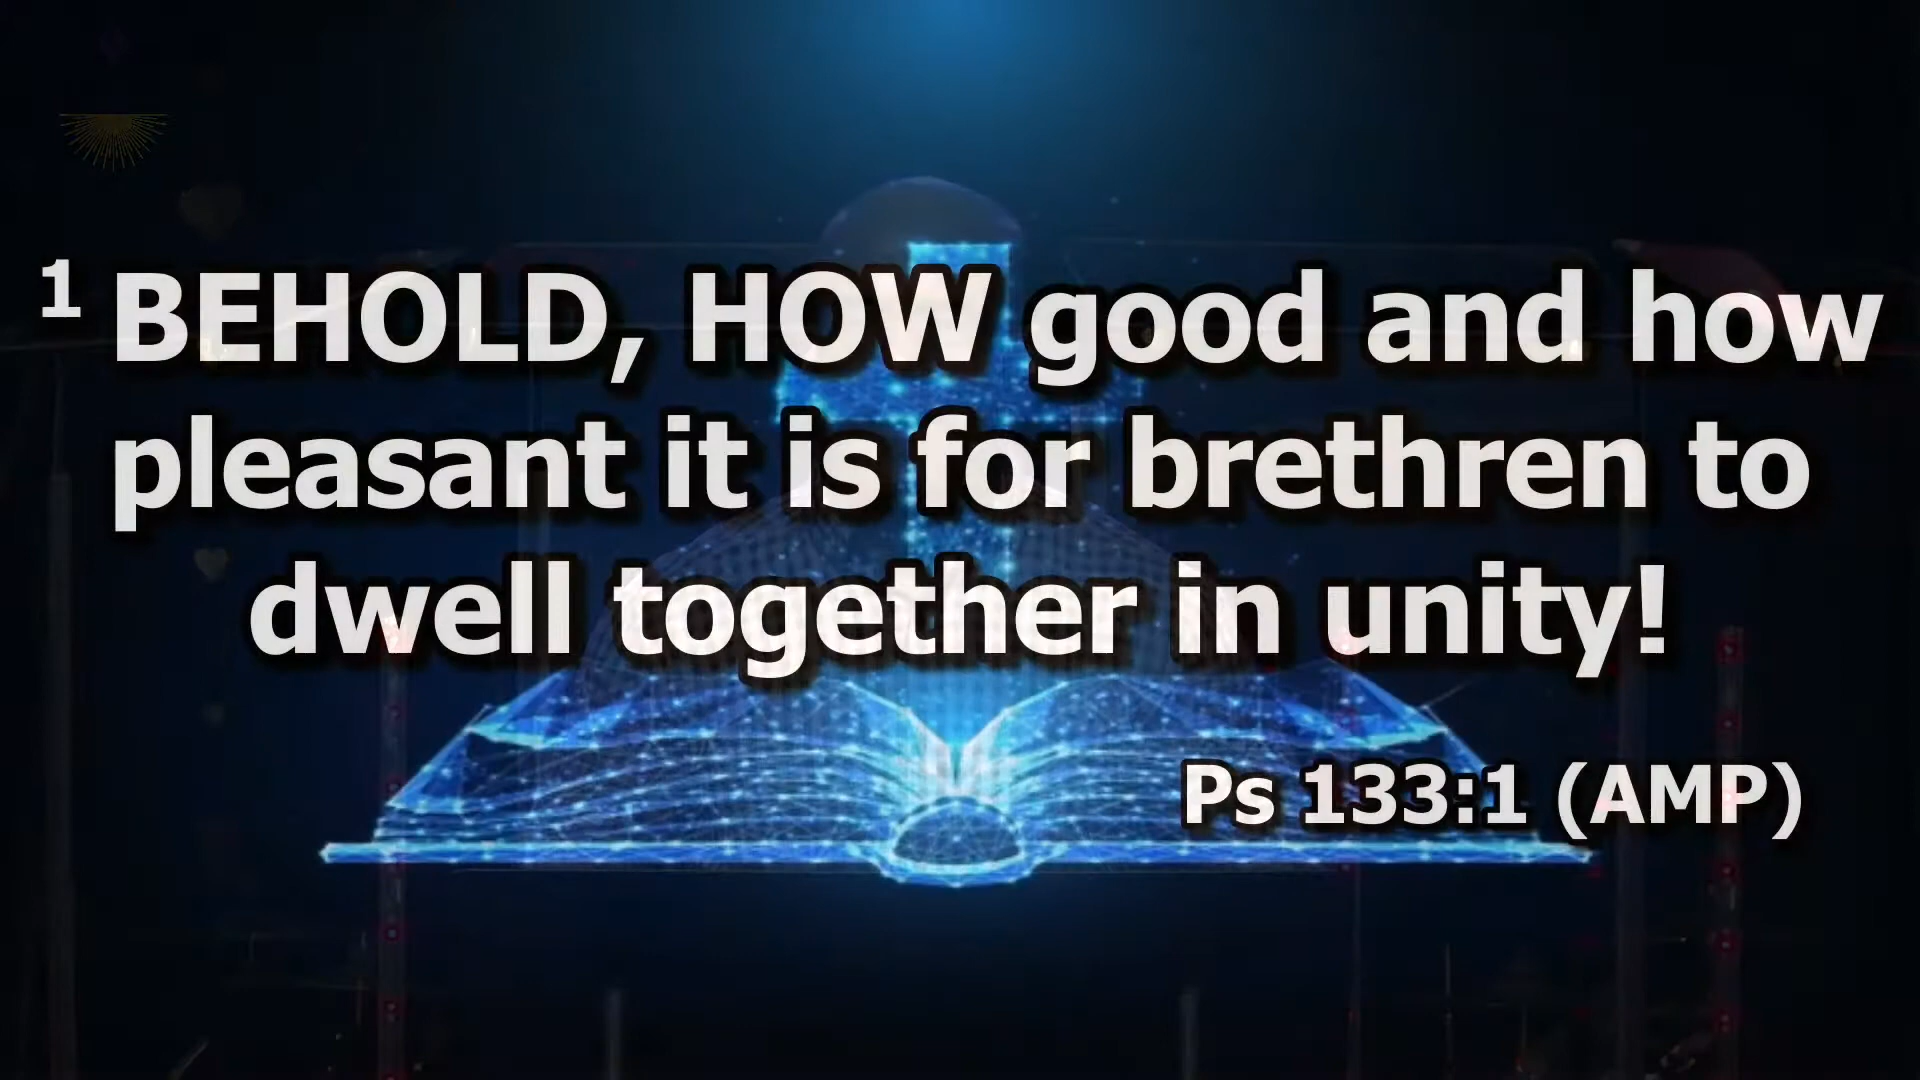 1 BEHOLD, HOW good and how
pleasant it is for brethren to
dwell together in unity!
Ps 133:1 (AMP)